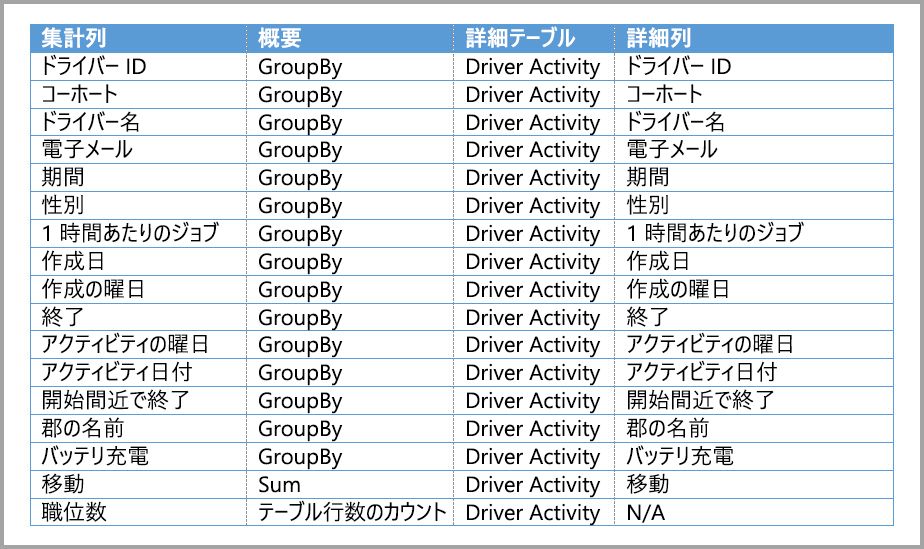 集計列 概要 詳細テーブル 詳細列
ドライバー ID GroupBy Driver Activity ドライバー ID
コーホート GroupBy Driver Activity コーホート
ドライバー名 GroupBy Driver Activity ドライバー名
電子メール GroupBy Driver Activity 電子メール
期間 GroupBy Driver Activity 期間
性別 GroupBy Driver Activity 性別
1 時間あたりのジョブ GroupBy Driver Activity 1 時間あたりのジョブ
作成日 GroupBy Driver Activity 作成日
作成の曜日 GroupBy Driver Activity 作成の曜日
終了 GroupBy Driver Activity 終了
アクティビティの曜日 GroupBy Driver Activity アクティビティの曜日
アクティビティ日付 GroupBy Driver Activity アクティビティ日付
開始間近で終了 GroupBy Driver Activity 開始間近で終了
郡の名前 GroupBy Driver Activity 郡の名前
バッテリ充電 GroupBy Driver Activity バッテリ充電
移動 Sum Driver Activity 移動
職位数 テーブル行数のカウント Driver Activity N/A